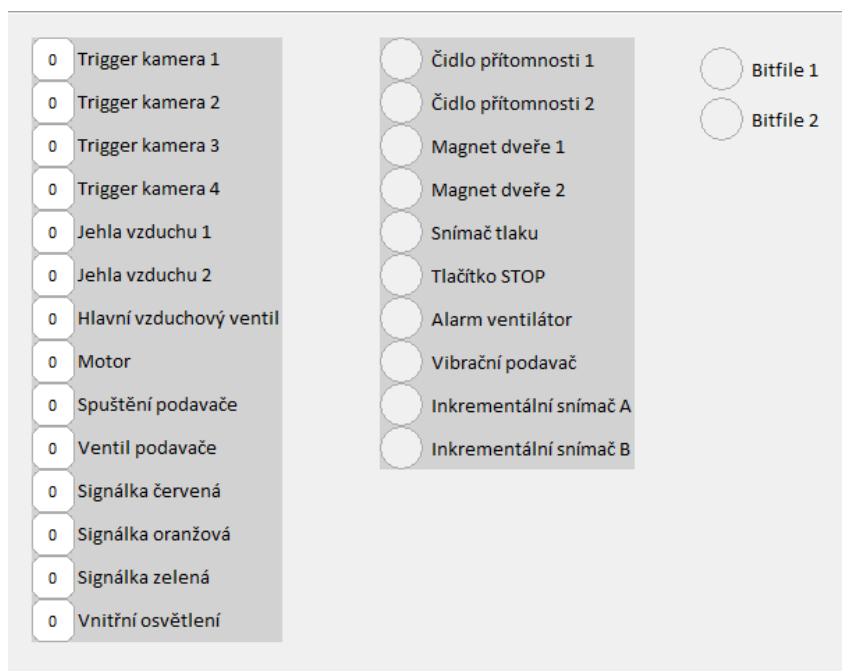 0 Trigger kamera 1
0 Trigger kamera 2
0 Trigger kamera 3
0 Trigger kamera 4
0 Jehla vzduchu 1
0 Jehla vzduchu 2
0 Hlavní vzduchový ventil
0 Motor
0 Spuštění podavače
0 Ventil podavače
0 Signálka červená
0 Signálka oranžová
0 Signálka zelená
0 Vnitřní osvětlení
Čidlo přítomnosti 1
Čidlo přítomnosti 2
Magnet dveře 1
Magnet dveře 2
Snímač tlaku
Tlačítko STOP
Alarm ventilátor
Vibrační podavač
Inkrementální snímač A
Inkrementální snímač B
Bitfile 1
Bitfile 2